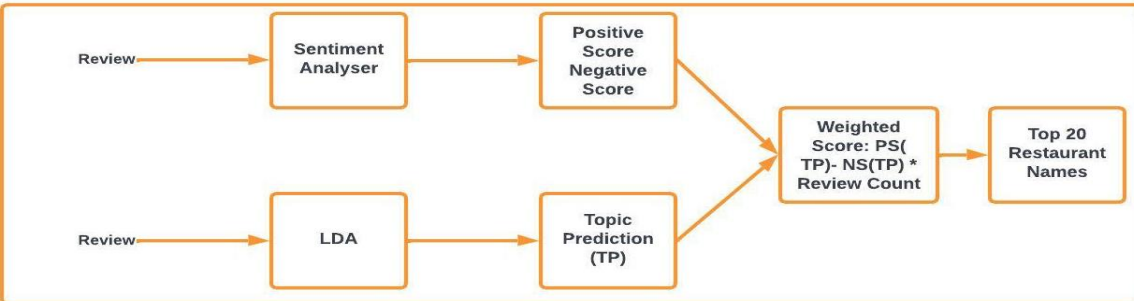 Review
Sentiment
Analyser
Positive
Score
Negative
Score
Review
LDA
Topic
Prediction
(TP)
Weighted
Score: PS(
TP)- NS(TP) *
Review Count
Top 20
Restaurant
Names